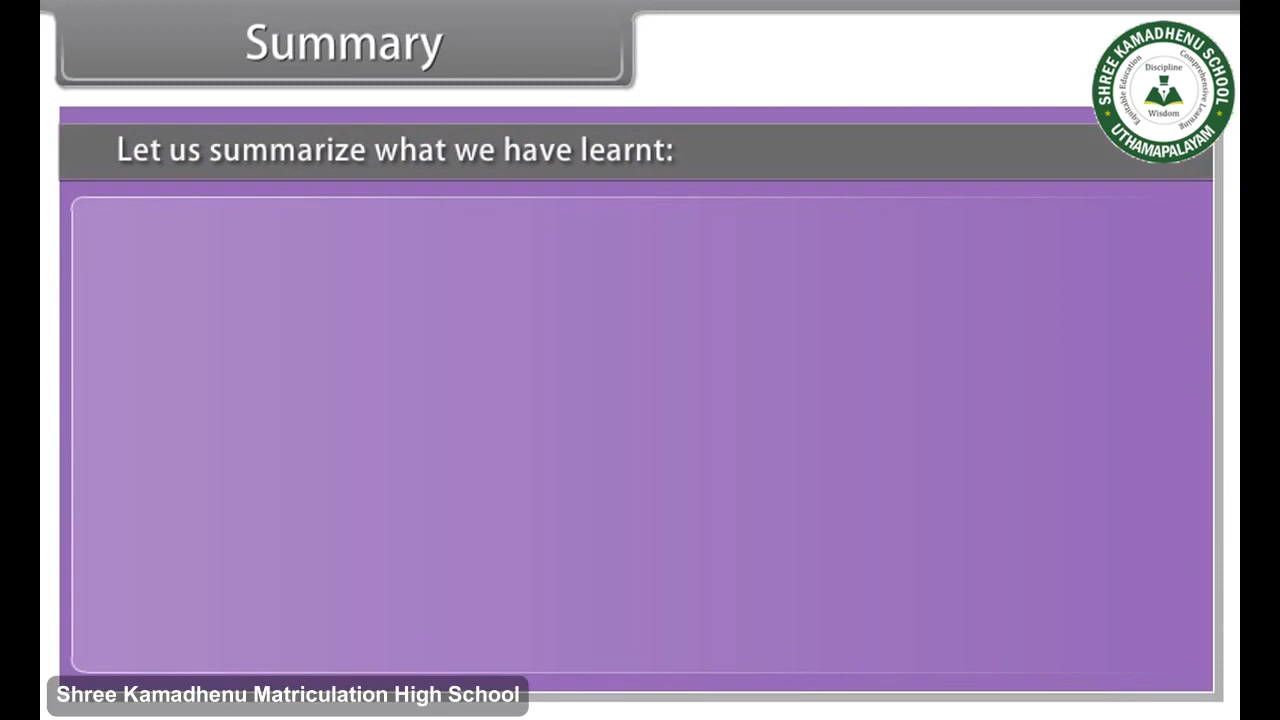 Summary
Let us summarize what we have learnt:
SHREE KAMADHENU SCHOOL
Equitable Education
Discipline
Comprehensive Learning
Wisdom
UTHAMAPALAYAM
Shree Kamadhenu Matriculation High School